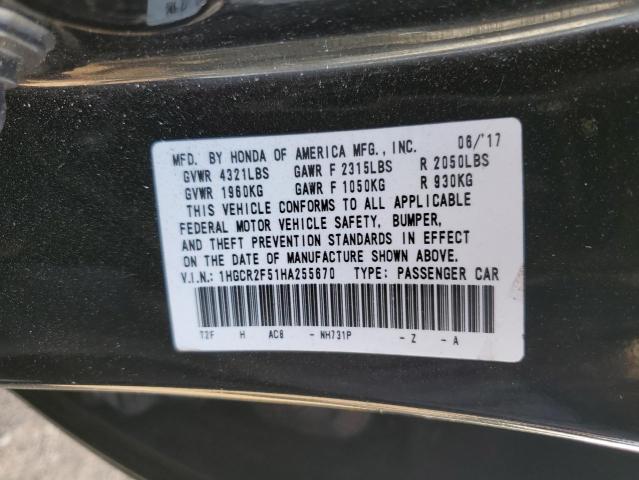 MFD. BY HONDA OF AMERICA MFG., INC. 06/'17
GVWR 4321LBS GAWR F 2315LBS R 2050LBS
GVWR 1960KG GAWR F 1050KG R 930KG
THIS VEHICLE CONFORMS TO ALL APPLICABLE
FEDERAL MOTOR VEHICLE SAFETY, BUMPER,
AND THEFT PREVENTION STANDARDS IN EFFECT
ON THE DATE OF MANUFACTURE SHOWN ABOVE.
V.I.N.: 1HGCR2F51HA255670 TYPE: PASSENGER CAR
T2F H AC8 - NH731P - Z - A